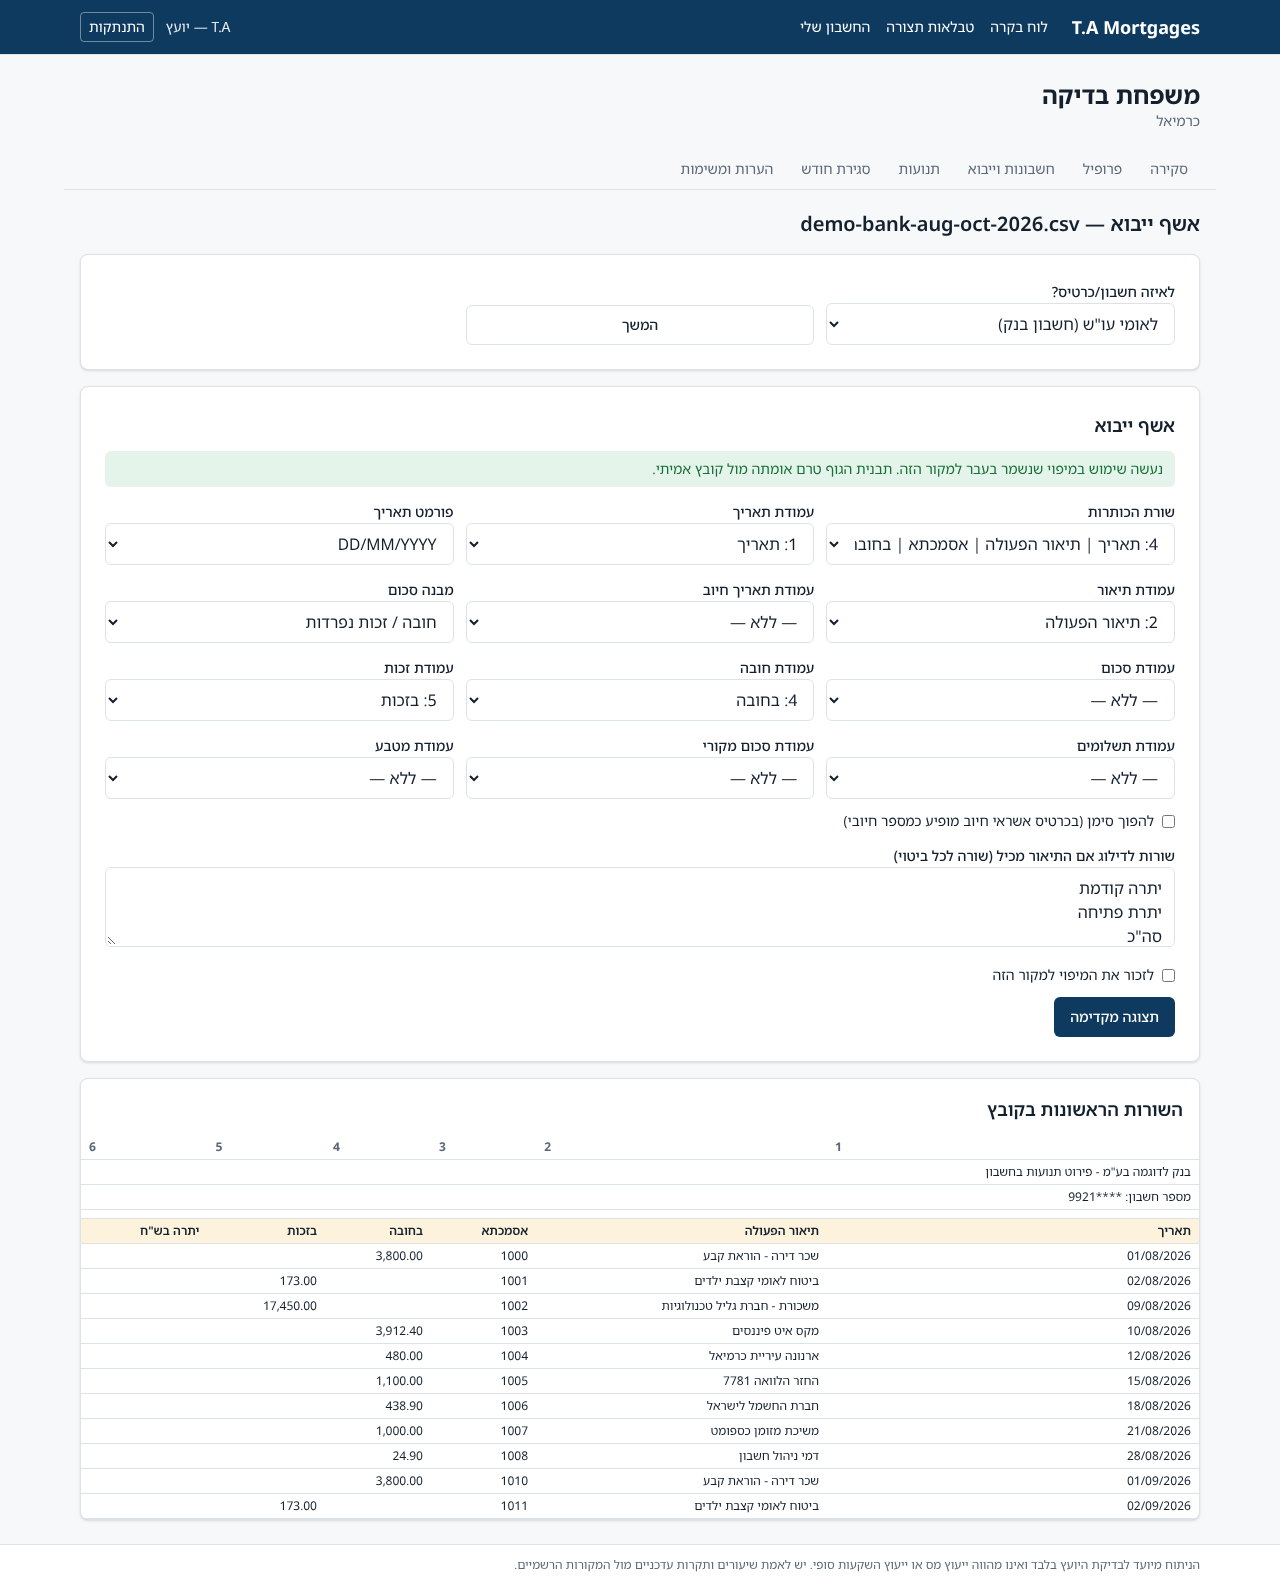 T.A Mortgages לוח בקרה טבלאות תצורה החשבון שלי T.A — יועץ התנתקות
משפחת בדיקה
כרמיאל
סקירה פרופיל חשבונות וייבוא תנועות סגירת חודש הערות ומשימות
אשף ייבוא — demo-bank-aug-oct-2026.csv
לאיזה חשבון/כרטיס?
לאומי עו"ש (חשבון בנק) המשך
אשף ייבוא
נעשה שימוש במיפוי שנשמר בעבר למקור הזה. תבנית הגוף טרם אומתה מול קובץ אמיתי.
שורת הכותרות עמודת תאריך פורמט תאריך
4: תאריך | תיאור הפעולה | אסמכתא | בחובה 1: תאריך DD/MM/YYYY
עמודת תיאור עמודת תאריך חיוב מבנה סכום
2: תיאור הפעולה — ללא — חובה / זכות נפרדות
עמודת סכום עמודת חובה עמודת זכות
— ללא — 4: בחובה 5: בזכות
עמודת תשלומים עמודת סכום מקורי עמודת מטבע
— ללא — — ללא — — ללא —
להפוך סימן (בכרטיס אשראי חיוב מופיע כמספר חיובי)
שורות לדילוג אם התיאור מכיל (שורה לכל ביטוי)
יתרה קודמת
יתרת פתיחה
סה"כ
לזכור את המיפוי למקור הזה
תצוגה מקדימה
השורות הראשונות בקובץ
1 2 3 4 5 6
בנק לדוגמה בע"מ - פירוט תנועות בחשבון
מספר חשבון: ****9921
תאריך תיאור הפעולה אסמכתא בחובה בזכות יתרה בש"ח
01/08/2026 שכר דירה - הוראת קבע 1000 3,800.00
02/08/2026 ביטוח לאומי קצבת ילדים 1001 173.00
09/08/2026 משכורת - חברת גליל טכנולוגיות 1002 17,450.00
10/08/2026 מקס איט פיננסים 1003 3,912.40
12/08/2026 ארנונה עיריית כרמיאל 1004 480.00
15/08/2026 החזר הלוואה 7781 1005 1,100.00
18/08/2026 חברת החשמל לישראל 1006 438.90
21/08/2026 משיכת מזומן כספומט 1007 1,000.00
28/08/2026 דמי ניהול חשבון 1008 24.90
01/09/2026 שכר דירה - הוראת קבע 1010 3,800.00
02/09/2026 ביטוח לאומי קצבת ילדים 1011 173.00
הניתוח מיועד לבדיקת היועץ בלבד ואינו מהווה ייעוץ מס או ייעוץ השקעות סופי. יש לאמת שיעורים ותקרות עדכניים מול המקורות הרשמיים.